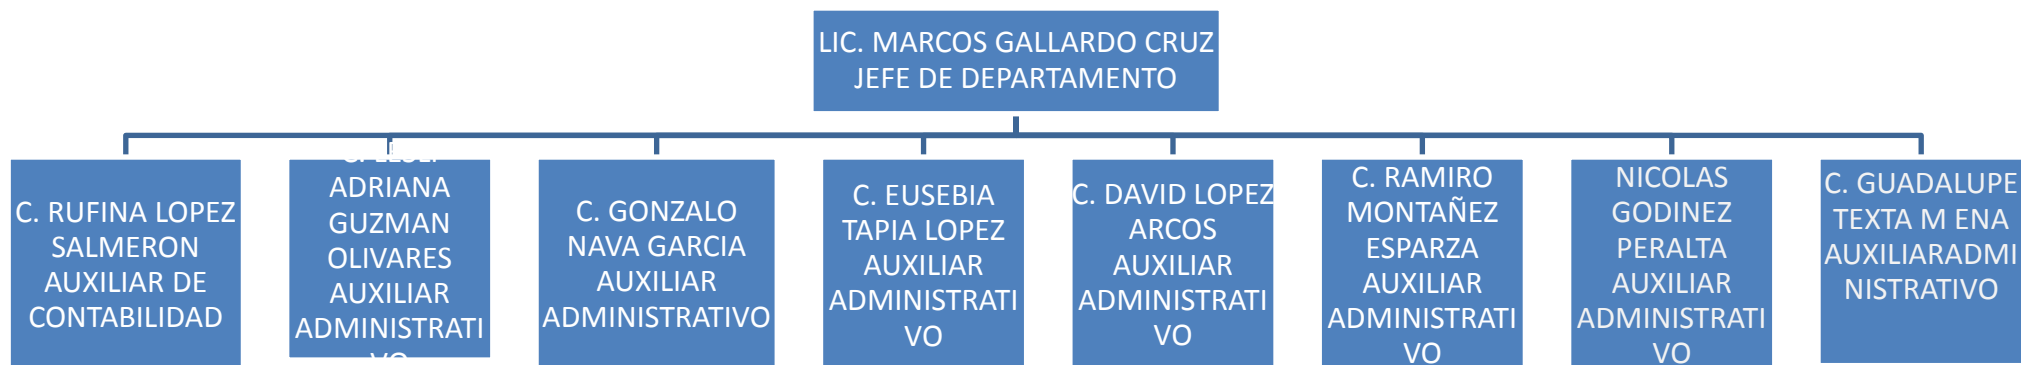 LIC. MARCOS GALLARDO CRUZ
JEFE DE DEPARTAMENTO
C. RUFINA LOPEZ
SALMERON
AUXILIAR DE
CONTABILIDAD
ADRIANA
GUZMAN
OLIVARES
AUXILIAR
ADMINISTRATI
VO
C. GONZALO
NAVA GARCIA
AUXILIAR
ADMINISTRATIVO
C. EUSEBIA
TAPIA LOPEZ
AUXILIAR
ADMINISTRATI
VO
C. DAVID LOPEZ
ARCOS
AUXILIAR
ADMINISTRATI
VO
C. RAMIRO
MONTAÑEZ
ESPARZA
AUXILIAR
ADMINISTRATI
VO
NICOLAS
GODINEZ
PERALTA
AUXILIAR
ADMINISTRATI
VO
C. GUADALUPE
TEXTA M ENA
AUXILIARADMI
NISTRATIVO